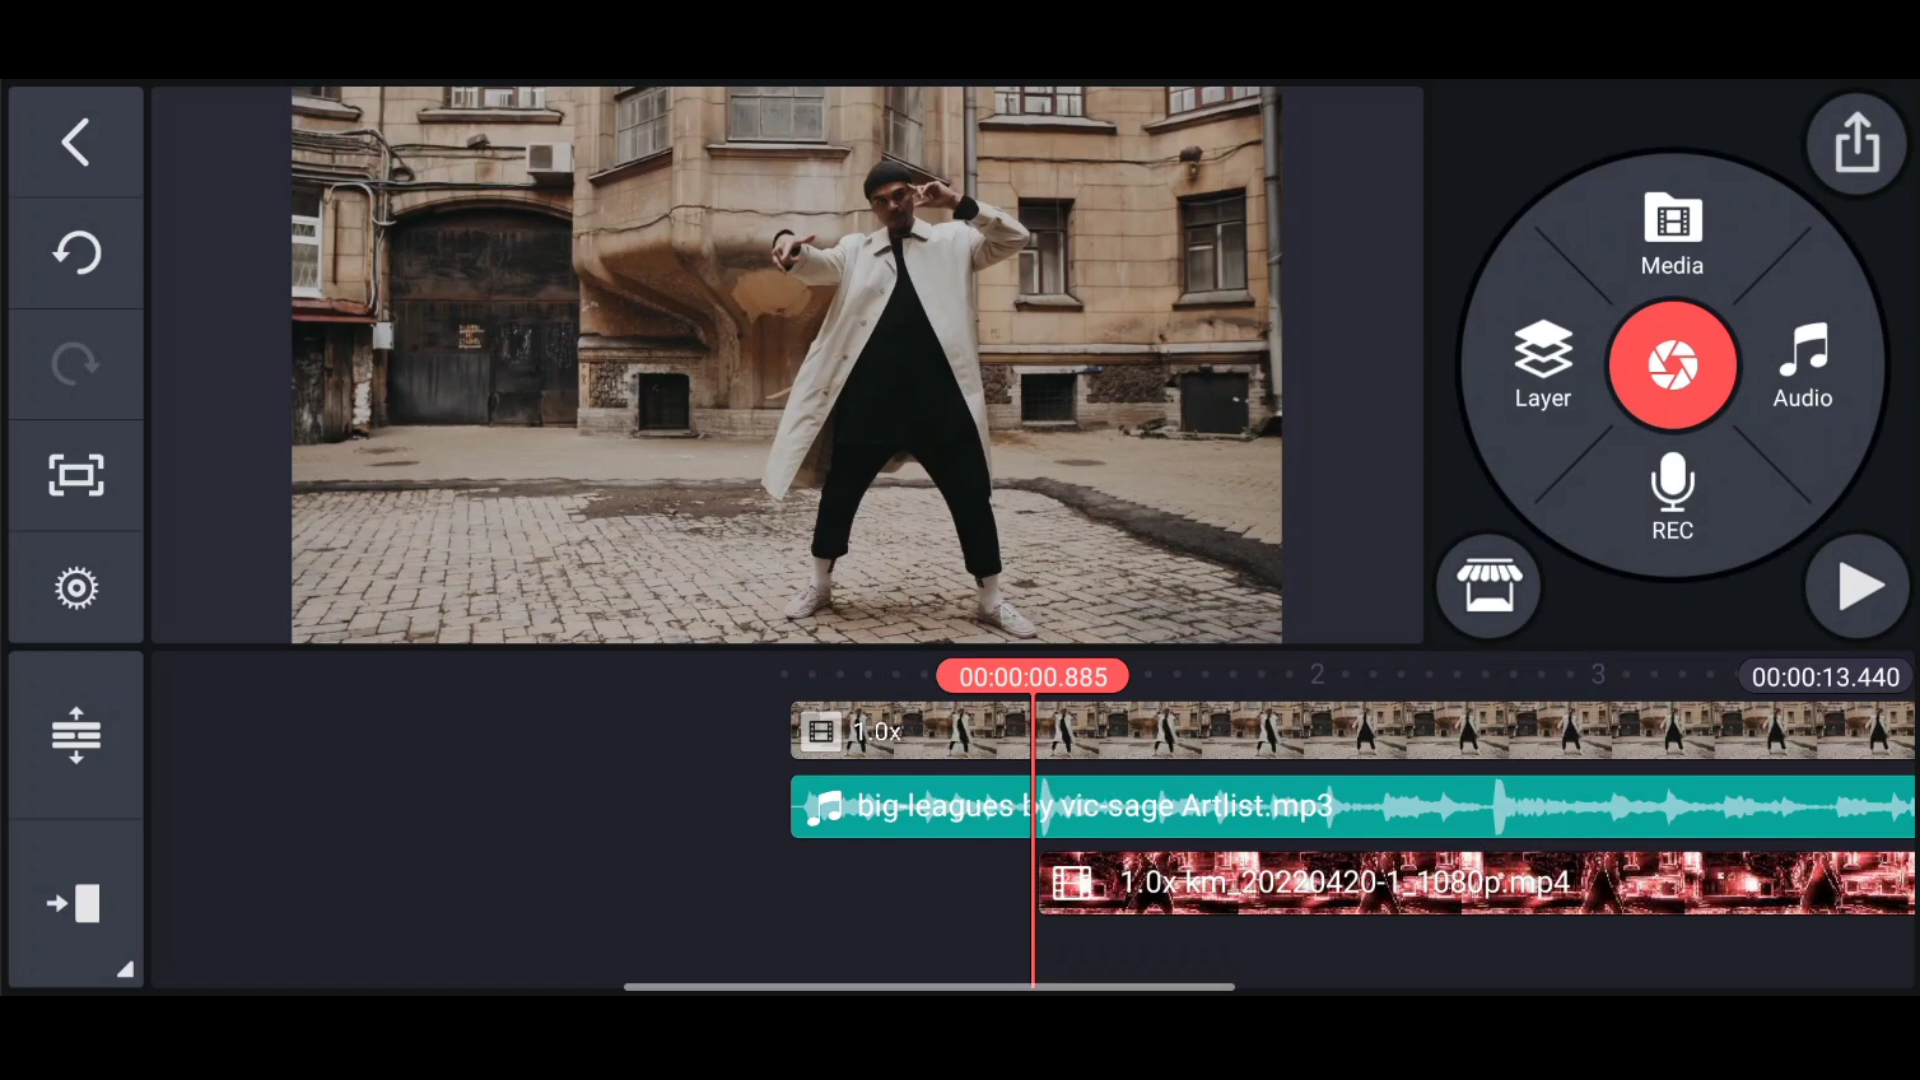 Media
Layer
Audio
REC
00:00:00.885
2
3
00:00:13.440
1.0x
big-leagues by vic-sage Artlist.mp3
1.0x km_20220420-1_1080p.mp4